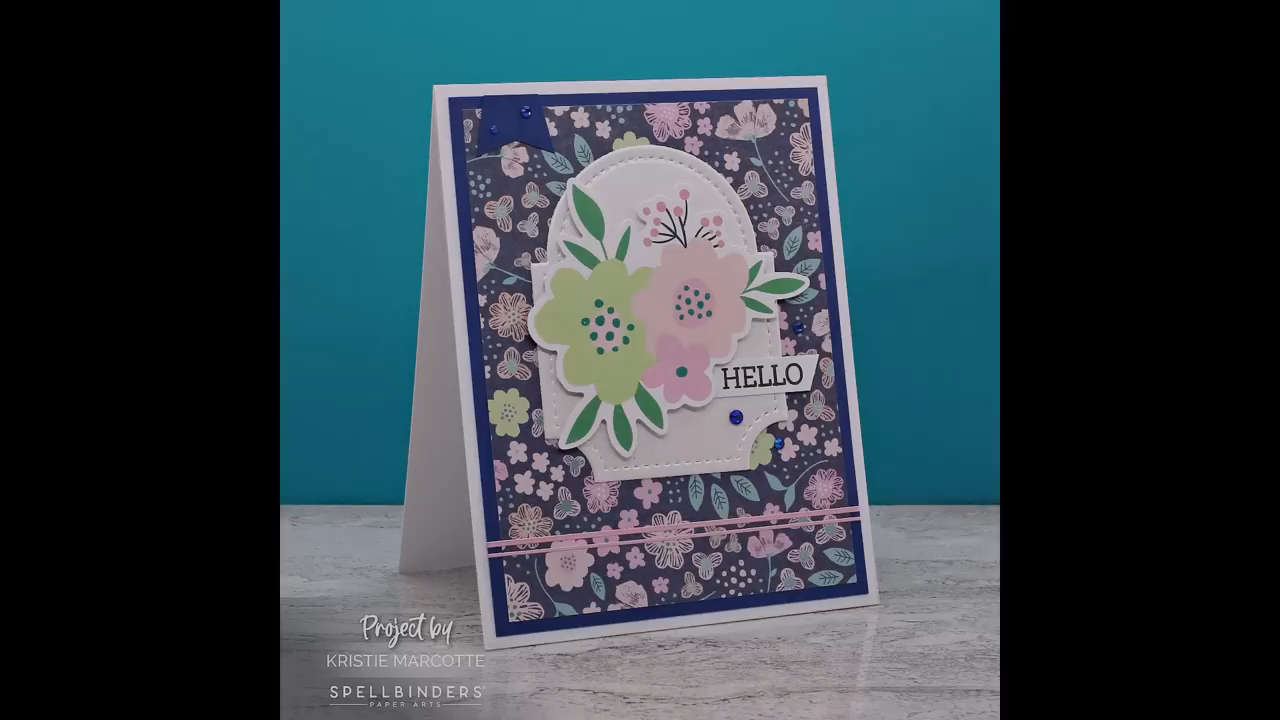 HELLO
Project by
KRISTIE MARCOTTE
SPELLBINDERS®
PAPER ARTS